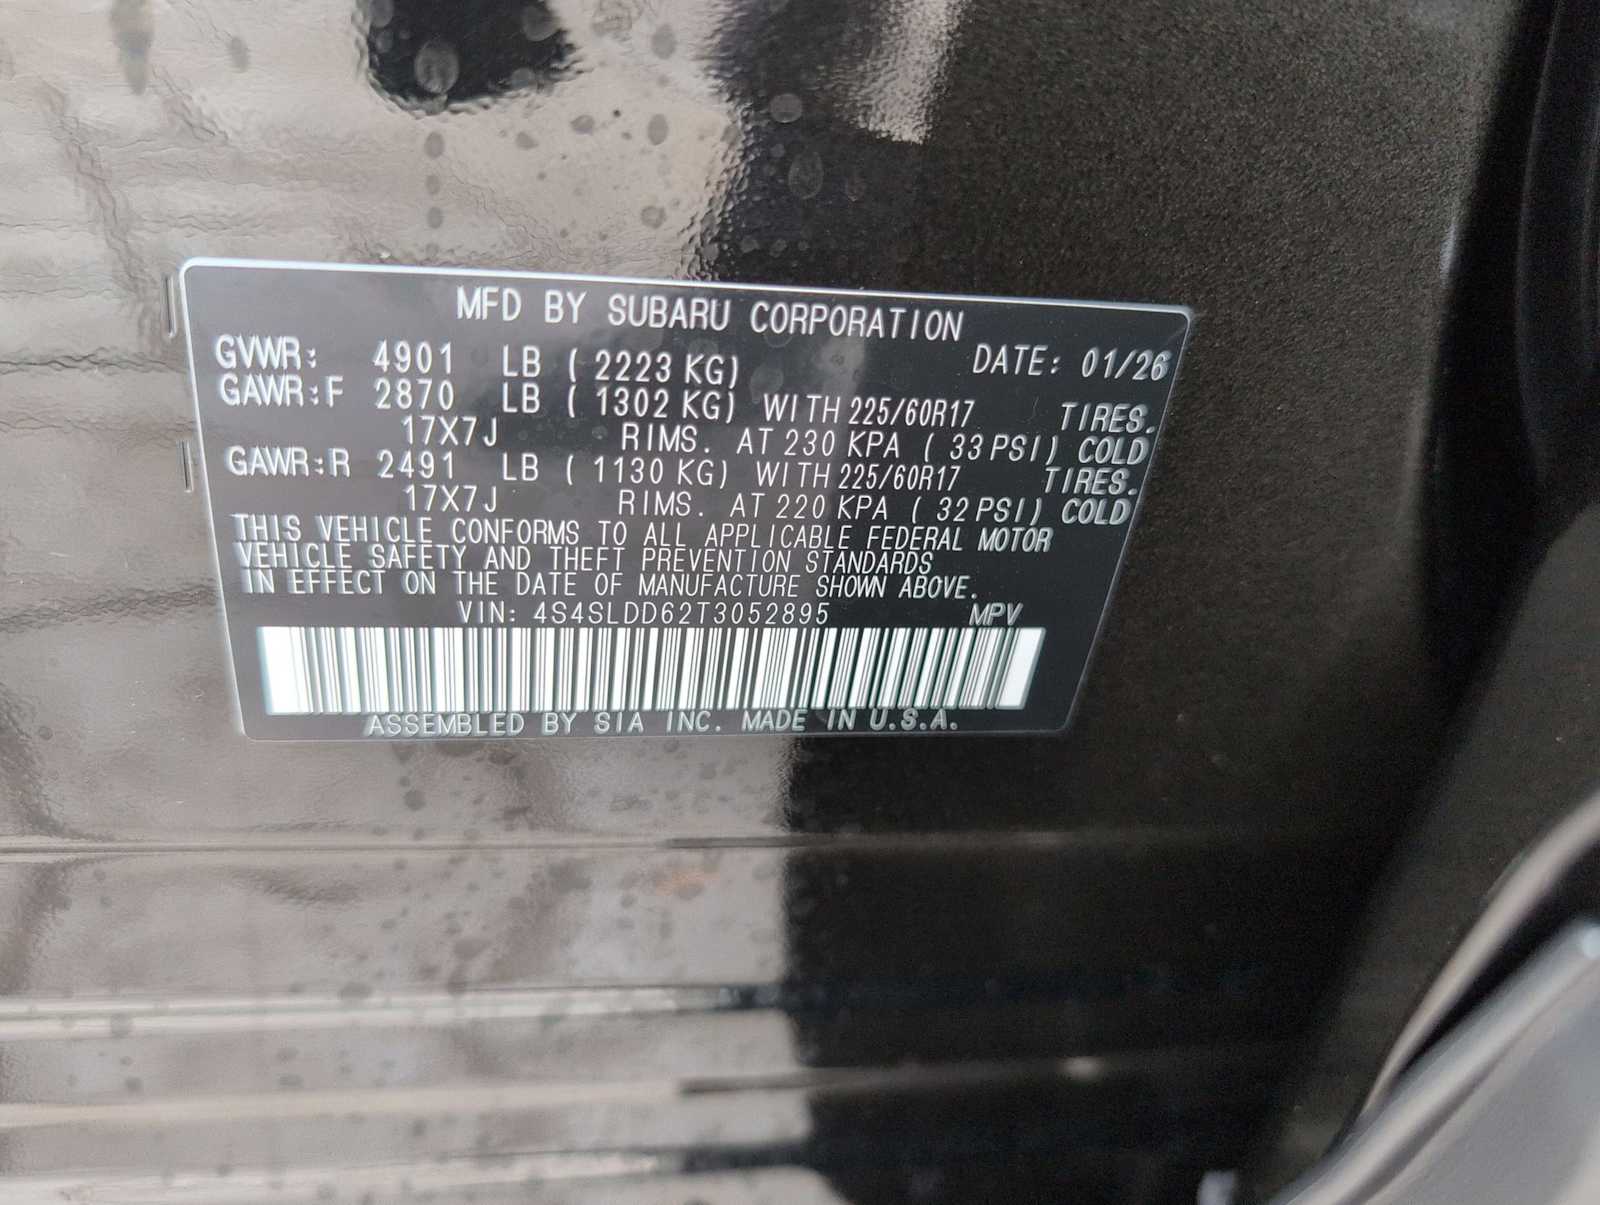 MFD BY SUBARU CORPORATION
GVWR: 4901 LB ( 2223 KG) DATE: 01/26
GAWR:F 2870 LB ( 1302 KG) WITH 225/60R17 TIRES.
17X7J RIMS. AT 230 KPA ( 33 PSI) COLD
GAWR:R 2491 LB ( 1130 KG) WITH 225/60R17 TIRES.
17X7J RIMS. AT 220 KPA ( 32 PSI) COLD
THIS VEHICLE CONFORMS TO ALL APPLICABLE FEDERAL MOTOR
VEHICLE SAFETY AND THEFT PREVENTION STANDARDS
IN EFFECT ON THE DATE OF MANUFACTURE SHOWN ABOVE.
VIN: 4S4SLDD62T3052895 MPV
ASSEMBLED BY SIA INC. MADE IN U.S.A.